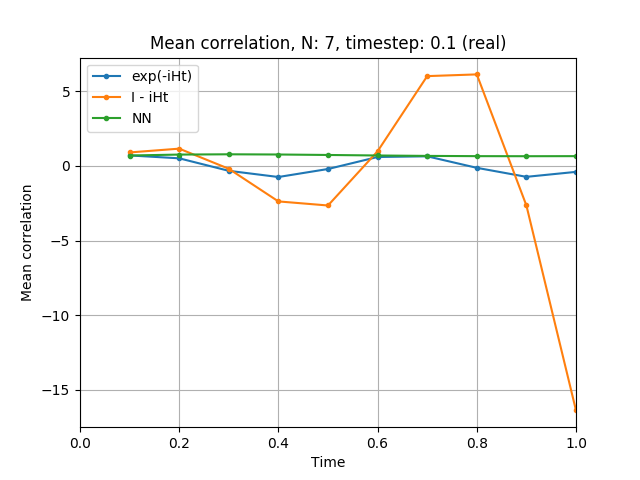 Mean correlation, N: 7, timestep: 0.1 (real)
exp(-iHt)
I - iHt
NN
5
0
−5
−10
−15
Mean correlation
0.0 0.2 0.4 0.6 0.8 1.0
Time